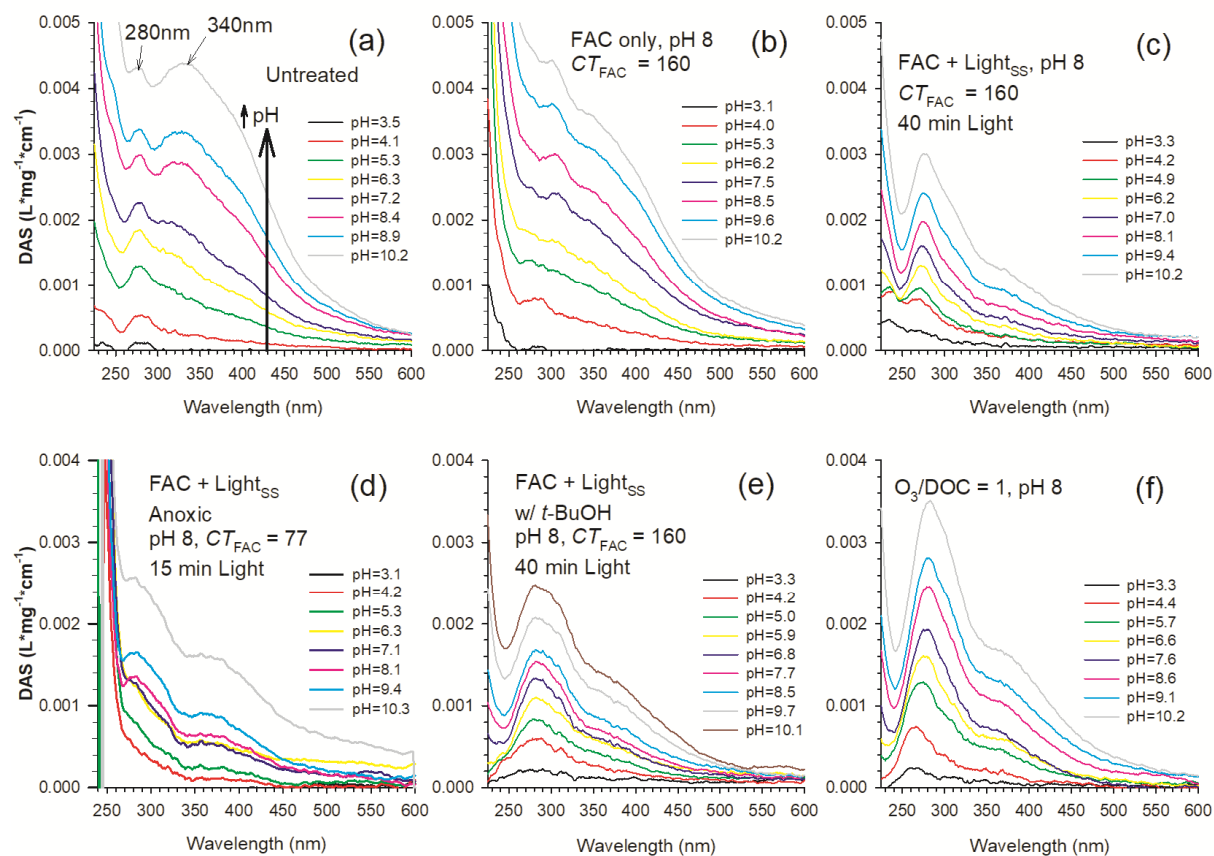 0.005
0.004
0.003
0.002
0.001
0.000
DAS (L*mg-1*cm-1)
280nm
340nm
(a)
Untreated
pH
pH=3.5
pH=4.1
pH=5.3
pH=6.3
pH=7.2
pH=8.4
pH=8.9
pH=10.2
250 300 350 400 450 500 550 600
Wavelength (nm)
0.005
0.004
0.003
0.002
0.001
0.000
(b)
FAC only, pH 8
CTFAC = 160
pH=3.1
pH=4.0
pH=5.3
pH=6.2
pH=7.5
pH=8.5
pH=9.6
pH=10.2
250 300 350 400 450 500 550 600
Wavelength (nm)
0.005
0.004
0.003
0.002
0.001
0.000
(c)
FAC + LightSS, pH 8
CTFAC = 160
40 min Light
pH=3.3
pH=4.2
pH=4.9
pH=6.2
pH=7.0
pH=8.1
pH=9.4
pH=10.2
250 300 350 400 450 500 550 600
Wavelength (nm)
0.004
0.003
0.002
0.001
0.000
DAS (L*mg-1*cm-1)
FAC + LightSS
(d)
Anoxic
pH 8, CTFAC = 77
15 min Light
pH=3.1
pH=4.2
pH=5.3
pH=6.3
pH=7.1
pH=8.1
pH=9.4
pH=10.3
250 300 350 400 450 500 550 600
Wavelength (nm)
0.004
0.003
0.002
0.001
0.000
FAC + LightSS
(e)
w/ t-BuOH
pH 8, CTFAC = 160
40 min Light
pH=3.3
pH=4.2
pH=5.0
pH=5.9
pH=6.8
pH=7.7
pH=8.5
pH=9.7
pH=10.1
250 300 350 400 450 500 550 600
Wavelength (nm)
0.004
0.003
0.002
0.001
0.000
O3/DOC = 1, pH 8
(f)
pH=3.3
pH=4.4
pH=5.7
pH=6.6
pH=7.6
pH=8.6
pH=9.1
pH=10.2
250 300 350 400 450 500 550 600
Wavelength (nm)